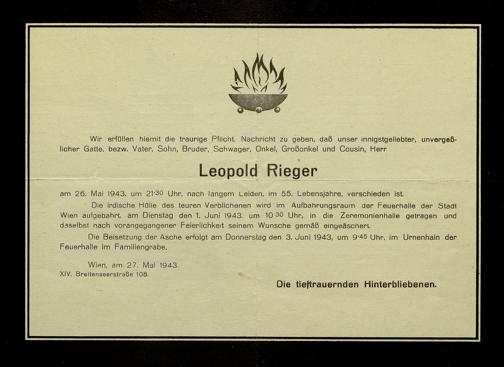 Wir erfüllen hiemit die traurige Pflicht, Nachricht zu geben, daß unser innigstgeliebter, unvergeß-
licher Gatte, bezw. Vater, Sohn, Bruder, Schwager, Onkel, Großonkel und Cousin, Herr
Leopold Rieger
am 26. Mai 1943, um 21·30 Uhr, nach langem Leiden, im 55. Lebensjahre, verschieden ist.
Die irdische Hülle des teuren Verblichenen wird im Aufbahrungsraum der Feuerhalle der Stadt
Wien aufgebahrt, am Dienstag den 1. Juni 1943, um 10·30 Uhr, in die Zeremonienhalle getragen und
daselbst nach vorangegangener Feierlichkeit seinem Wunsche gemäß eingeäschert.
Die Beisetzung der Asche erfolgt am Donnerstag den 3. Juni 1943, um 9·45 Uhr, im Urnenhain der
Feuerhalle im Familiengrabe.
Wien, am 27. Mai 1943.
XIV. Breitenseerstraße 108.
Die tieftrauernden Hinterbliebenen.